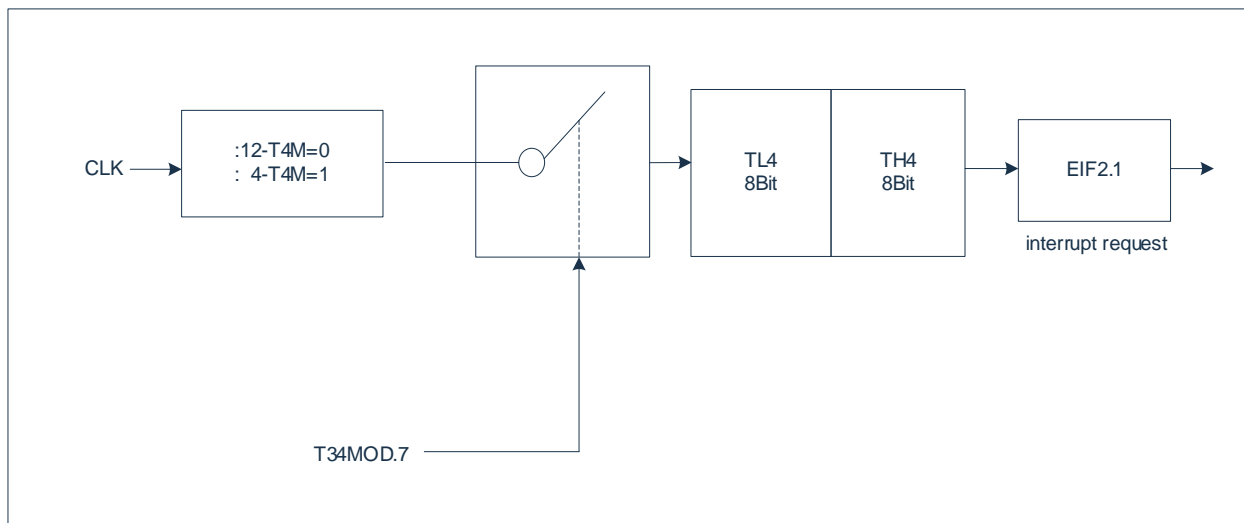 CLK
:12-T4M=0
: 4-T4M=1
TL4
8Bit
TH4
8Bit
EIF2.1
interrupt request
T34MOD.7